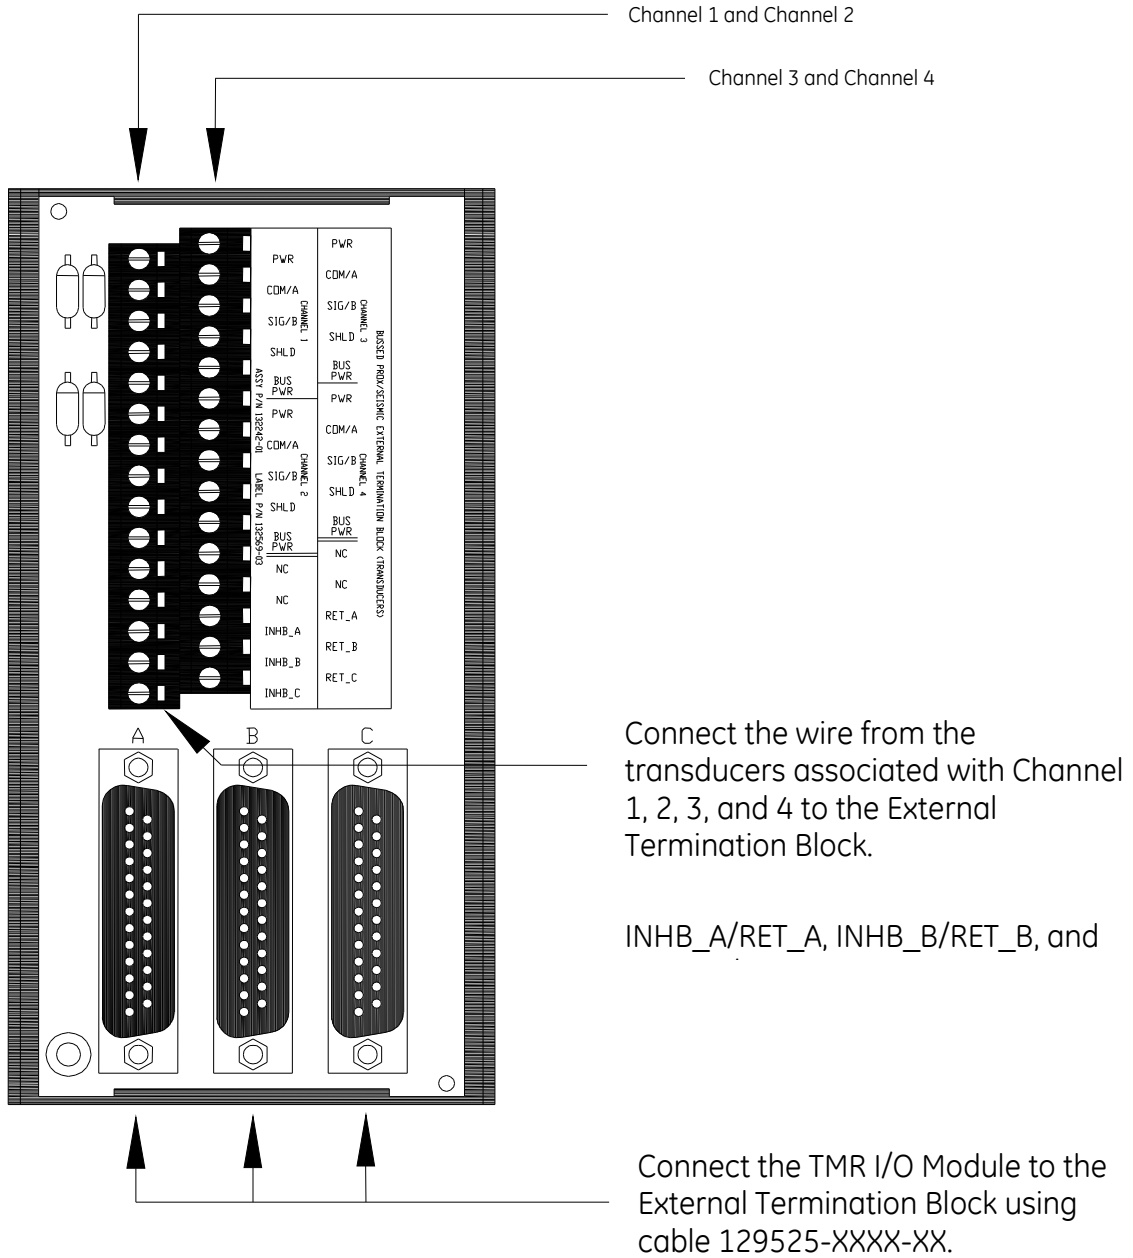 Channel 1 and Channel 2
Channel 3 and Channel 4
PWR
COM/A
SIG/B
SHLD
BUS
PWR
CHANNEL 1
PWR
COM/A
SIG/B
SHLD
BUS
PWR
CHANNEL 2
NC
NC
INHB_A
INHB_B
INHB_C
ASSY P/N 132242-01 LABEL P/N 132569-03
PWR
COM/A
SIG/B
SHLD
BUS
PWR
CHANNEL 3
PWR
COM/A
SIG/B
SHLD
BUS
PWR
CHANNEL 4
NC
NC
RET_A
RET_B
RET_C
BUSSED PROX/SEISMIC EXTERNAL TERMINATION BLOCK (TRANSDUCERS)
A
B
C
Connect the wire from the
transducers associated with Channel
1, 2, 3, and 4 to the External
Termination Block.
INHB_A/RET_A, INHB_B/RET_B, and
Connect the TMR I/O Module to the
External Termination Block using
cable 129525-XXXX-XX.